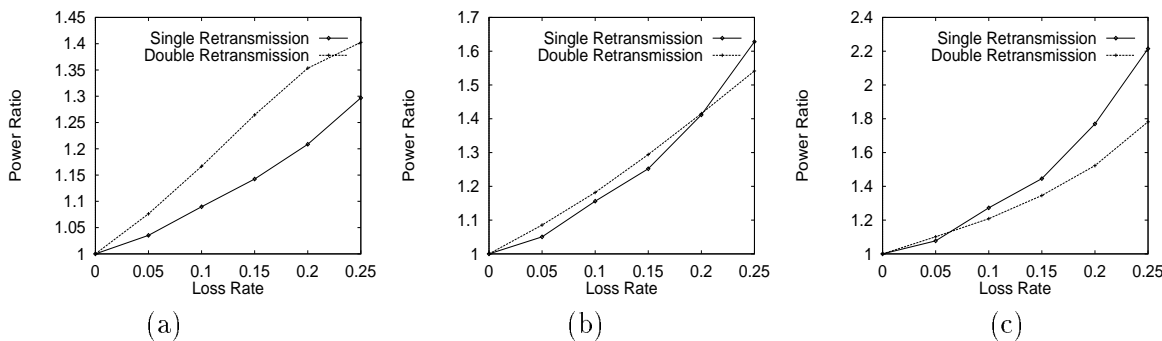 1.45
1.4
1.35
1.3
1.25
1.2
1.15
1.1
1.05
1
Power Ratio
Single Retransmission
Double Retransmission
0 0.05 0.1 0.15 0.2 0.25
Loss Rate
(a)
1.7
1.6
1.5
1.4
1.3
1.2
1.1
1
Power Ratio
Single Retransmission
Double Retransmission
0 0.05 0.1 0.15 0.2 0.25
Loss Rate
(b)
2.4
2.2
2
1.8
1.6
1.4
1.2
1
Power Ratio
Single Retransmission
Double Retransmission
0 0.05 0.1 0.15 0.2 0.25
Loss Rate
(c)